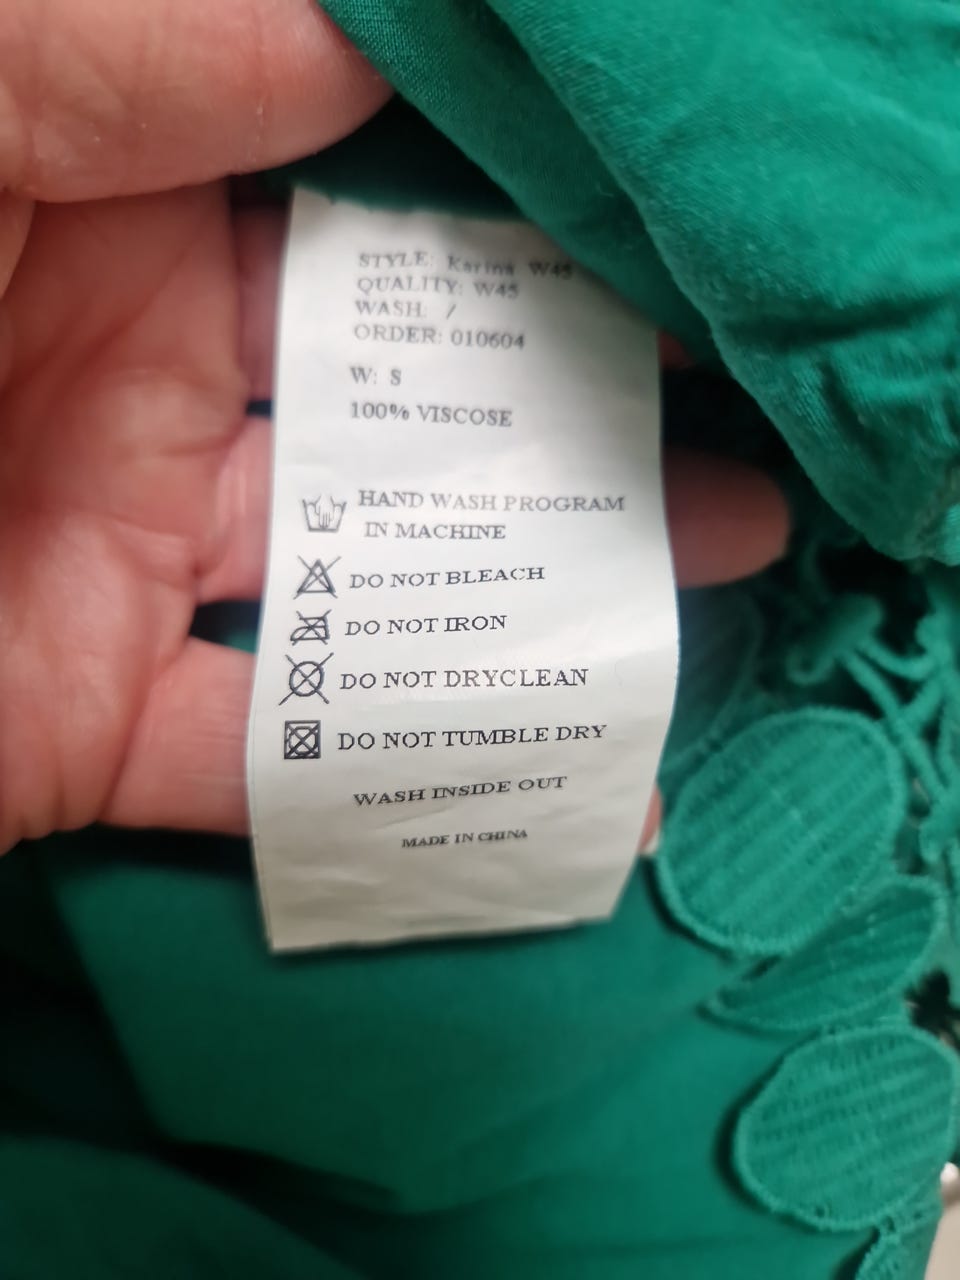 STYLE: Karina W45
QUALITY: W45
WASH: /
ORDER: 010604
W: S
100% VISCOSE
HAND WASH PROGRAM
IN MACHINE
DO NOT BLEACH
DO NOT IRON
DO NOT DRYCLEAN
DO NOT TUMBLE DRY
WASH INSIDE OUT
MADE IN CHINA